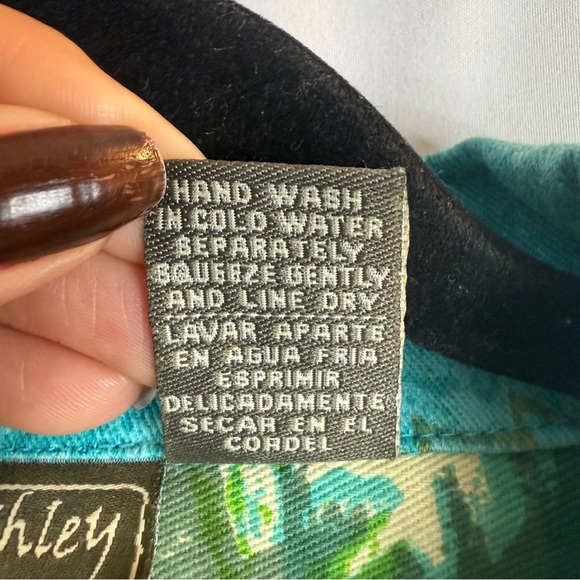 HAND WASH
IN COLD WATER
SEPARATELY
SQUEEZE GENTLY
AND LINE DRY
LAVAR APARTE
EN AGUA FRIA
ESPRIMIR
DELICADAMENTE
SECAR EN EL
CORDEL
hley